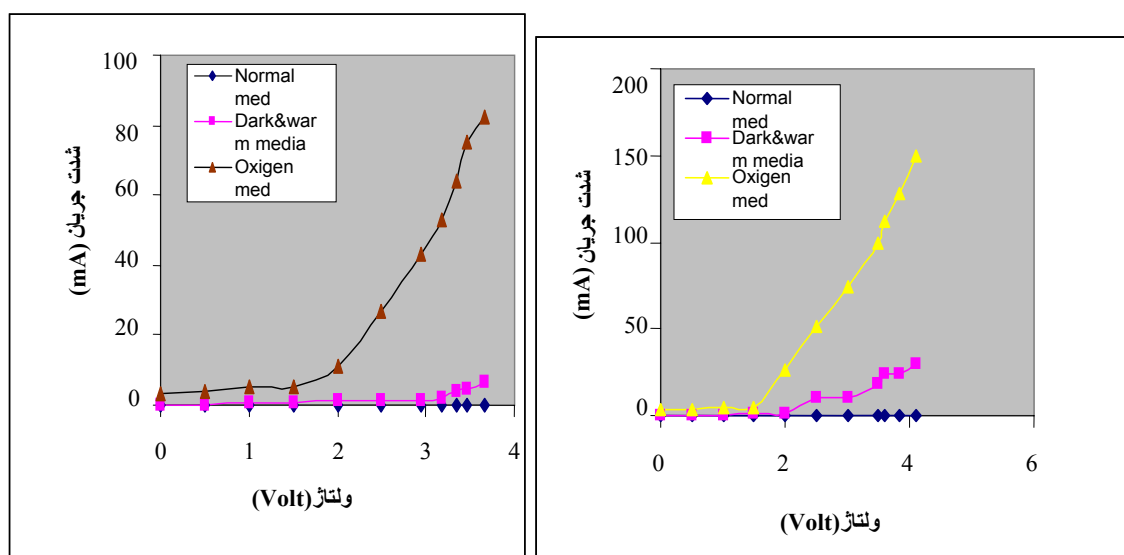 100
80
60
40
20
0
شدت جريان (mA)
Normal
med
Dark&war
m media
Oxigen
med
0 1 2 3 4
ولتاژ(Volt)
200
150
100
50
0
شدت جريان (mA)
Normal
med
Dark&war
m media
Oxigen
med
0 2 4 6
ولتاژ(Volt)